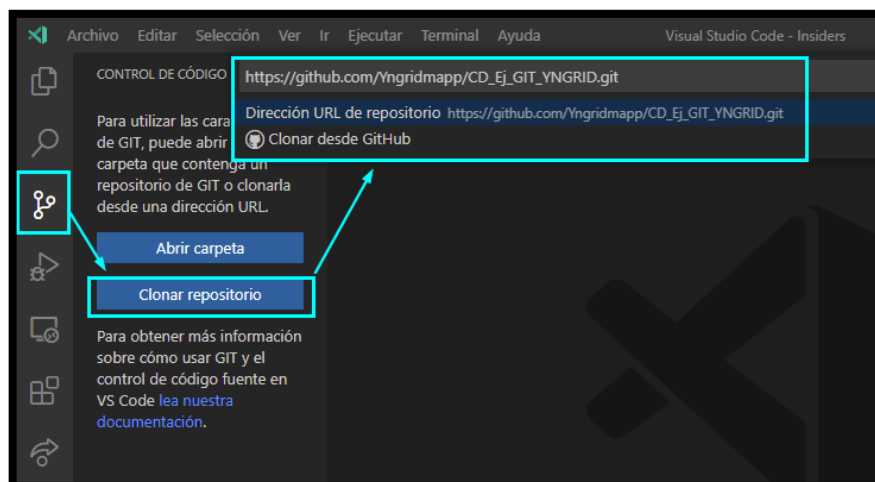 Archivo Editar Selección Ver Ir Ejecutar Terminal Ayuda Visual Studio Code - Insiders
CONTROL DE CÓDIGO
https://github.com/Yngridmapp/CD_Ej_GIT_YNGRID.git
Dirección URL de repositorio https://github.com/Yngridmapp/CD_Ej_GIT_YNGRID.git
Clonar desde GitHub
Para utilizar las cara
de GIT, puede abrir
carpeta que contenga un
repositorio de GIT o clonarla
desde una dirección URL.
Abrir carpeta
Clonar repositorio
Para obtener más información
sobre cómo usar GIT y el
control de código fuente en
VS Code lea nuestra
documentación.